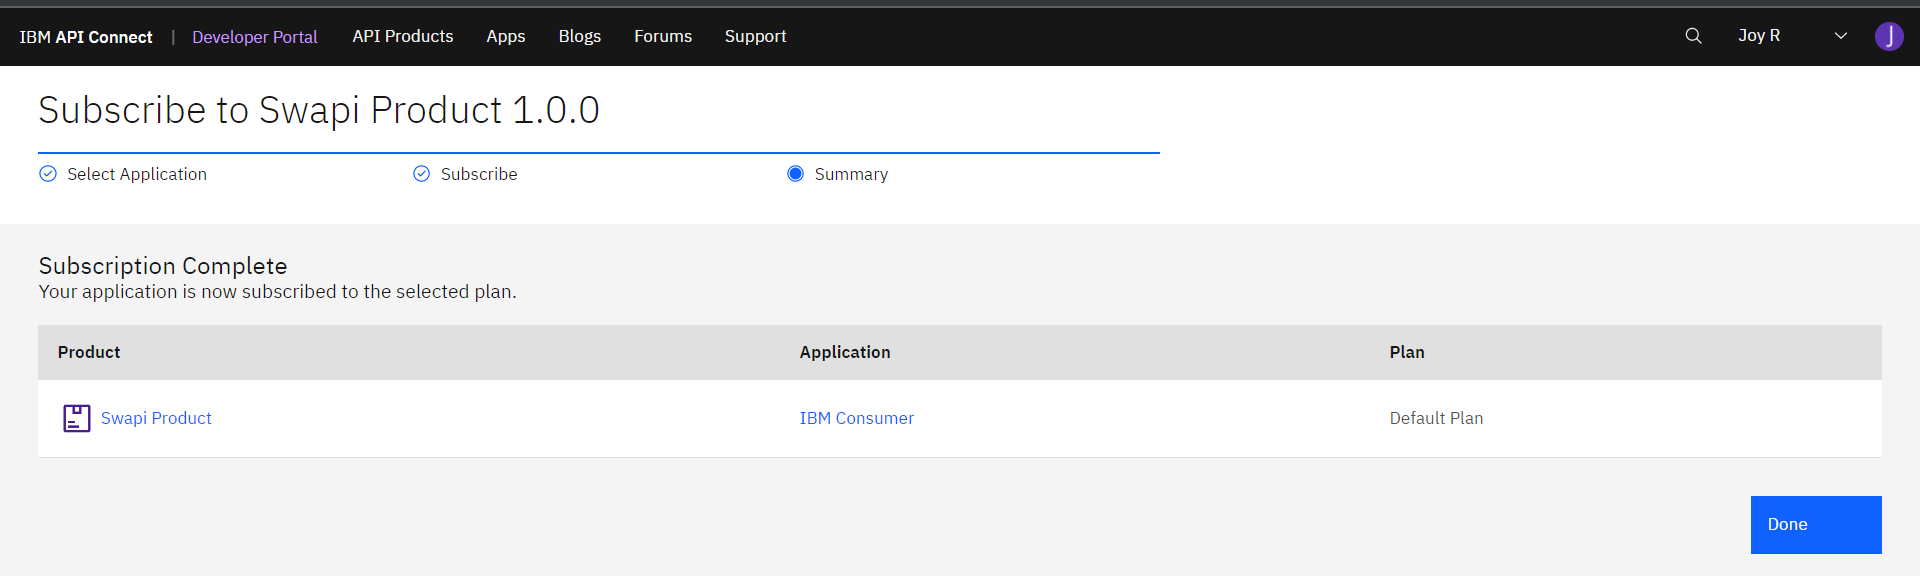 IBM API Connect | Developer Portal API Products Apps Blogs Forums Support Joy R J
Subscribe to Swapi Product 1.0.0
Select Application Subscribe Summary
Subscription Complete
Your application is now subscribed to the selected plan.
Product Application Plan
Swapi Product IBM Consumer Default Plan
Done